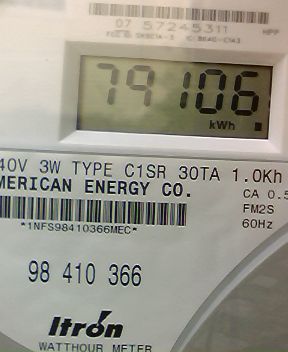 07 57245311
79106
kWh
40V 3W TYPE C1SR 30TA 1.0Kh
MERICAN ENERGY CO.
CA 0.5
FM2S
60Hz
*1NFS98410366MEC*
98 410 366
Itron
WATTHOUR METER